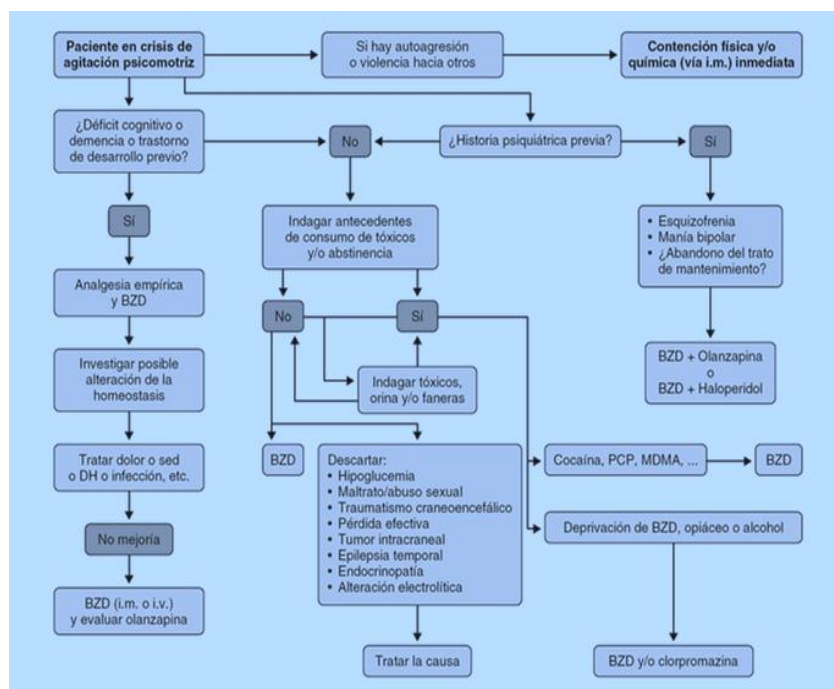 Paciente en crisis de
agitación psicomotriz
Si hay autoagresión
o violencia hacia otros
Contención física y/o
química (vía i.m.) inmediata
¿Déficit cognitivo o
demencia o trastorno
de desarrollo previo?
No
¿Historia psiquiátrica previa?
Sí
Sí
Indagar antecedentes
de consumo de tóxicos
y/o abstinencia
• Esquizofrenia
• Manía bipolar
• ¿Abandono del trato
de mantenimiento?
Analgesia empírica
y BZD
No
Sí
BZD + Olanzapina
o
BZD + Haloperidol
Investigar posible
alteración de la
homeostasis
Indagar tóxicos,
orina y/o faneras
Tratar dolor o sed
o DH o infección, etc.
BZD
Descartar:
• Hipoglucemia
• Maltrato/abuso sexual
• Traumatismo craneoencefálico
• Pérdida efectiva
• Tumor intracraneal
• Epilepsia temporal
• Endocrinopatía
• Alteración electrolítica
Cocaína, PCP, MDMA, ...
BZD
No mejoría
Deprivación de BZD, opiáceo o alcohol
BZD (i.m. o i.v.)
y evaluar olanzapina
Tratar la causa
BZD y/o clorpromazina